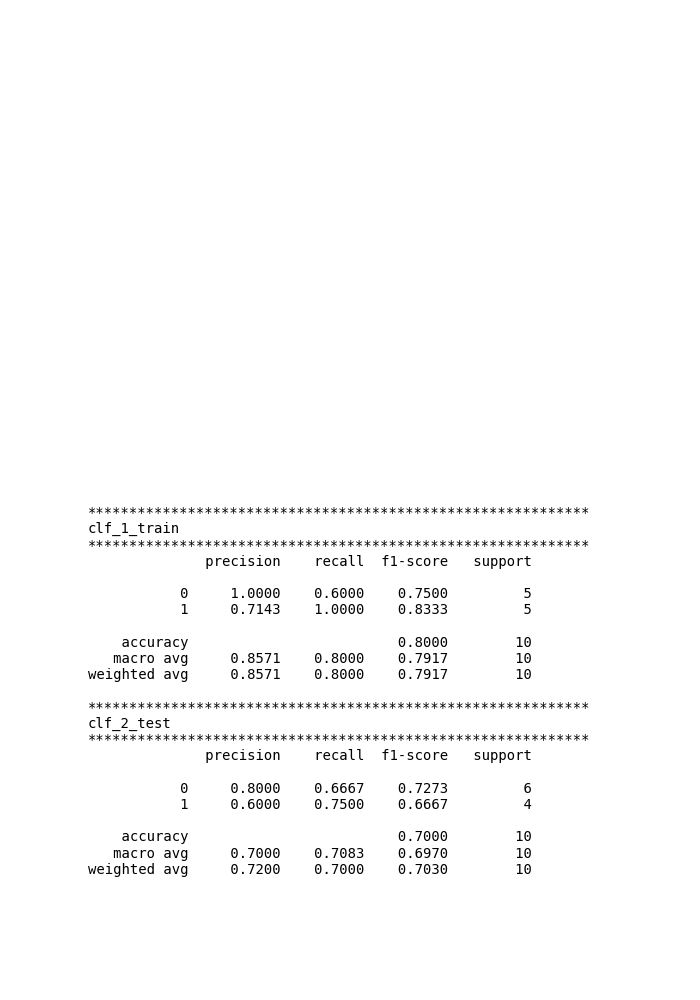 ************************************************************
clf_1_train
************************************************************
              precision    recall  f1-score   support

           0     1.0000    0.6000    0.7500         5
           1     0.7143    1.0000    0.8333         5

    accuracy                         0.8000        10
   macro avg     0.8571    0.8000    0.7917        10
weighted avg     0.8571    0.8000    0.7917        10

************************************************************
clf_2_test
************************************************************
              precision    recall  f1-score   support

           0     0.8000    0.6667    0.7273         6
           1     0.6000    0.7500    0.6667         4

    accuracy                         0.7000        10
   macro avg     0.7000    0.7083    0.6970        10
weighted avg     0.7200    0.7000    0.7030        10